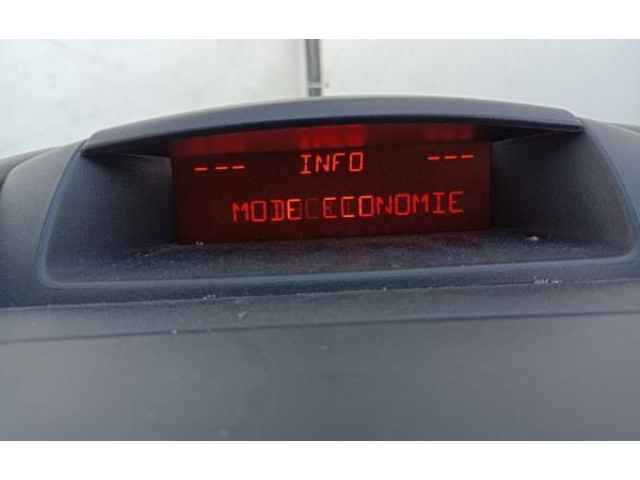 --- INFO ---
MODE ECONOMIE